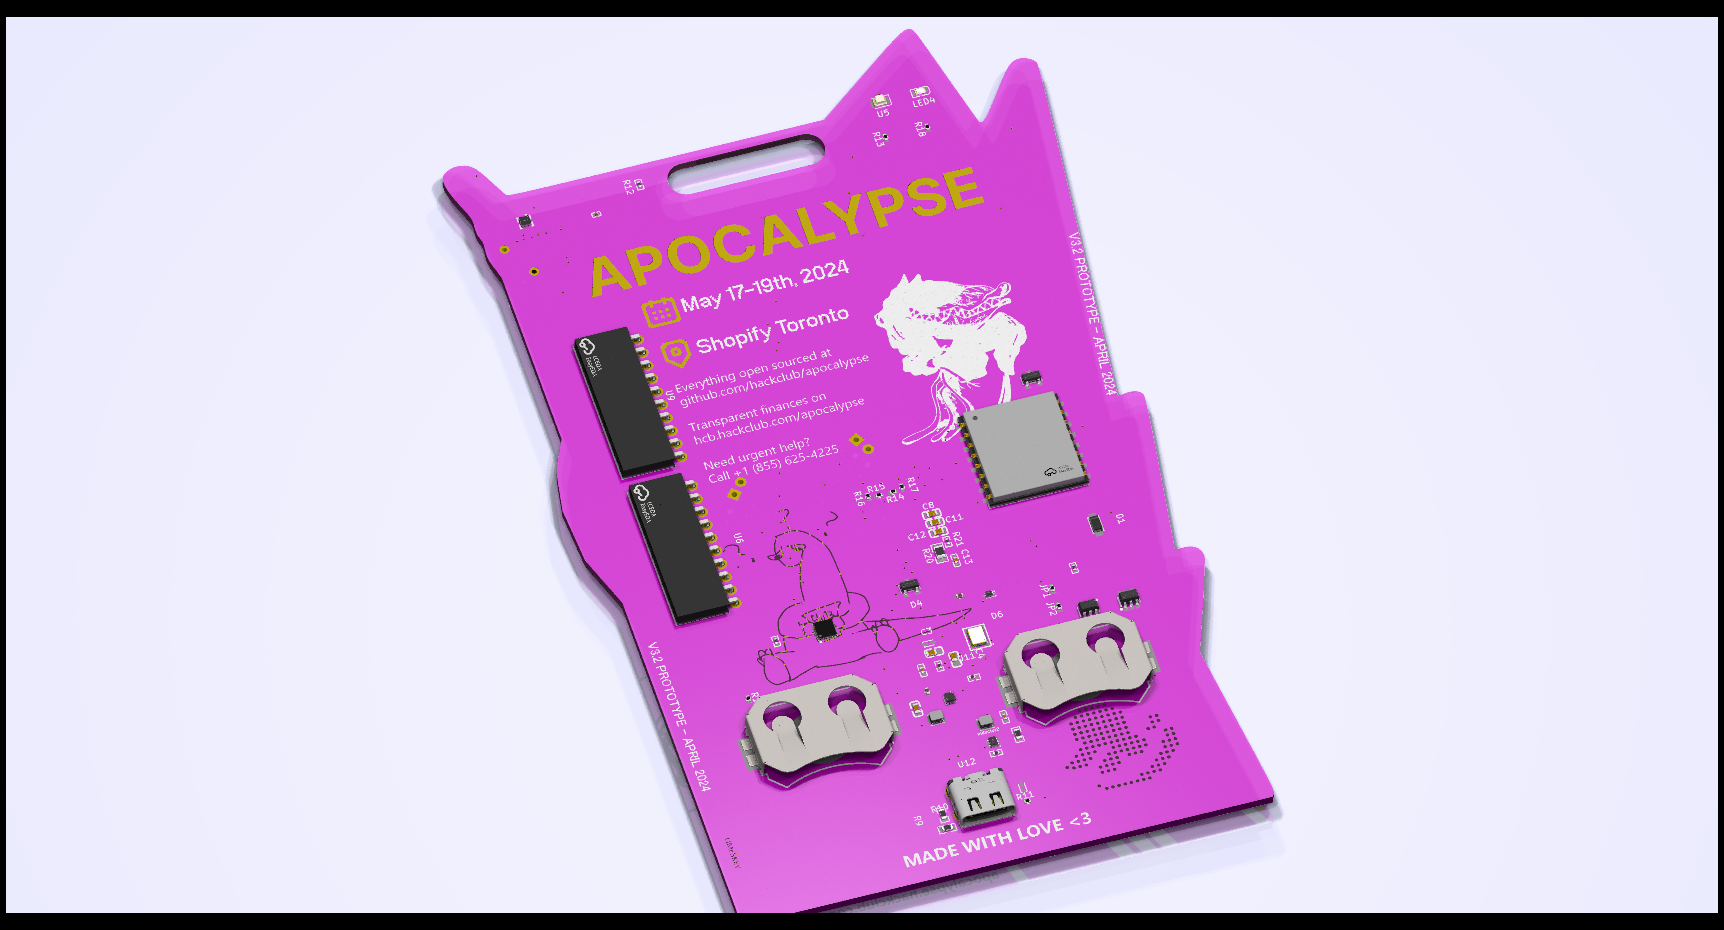 U5
LED4
R13
R18
R12
APOCALYPSE
May 17-19th, 2024
Shopify Toronto
Everything open sourced at
github.com/hackclub/apocalypse
Transparent finances on
hcb.hackclub.com/apocalypse
Need urgent help?
Call +1 (855) 625-4225
V3.2 PROTOTYPE - APRIL 2024
U9
U6
R16
R15
R14
R17
C8
C11
C12
R21
R20
C13
Q1
D4
D6
JP1
JP2
V3.2 PROTOTYPE - APRIL 2024
U12
R10
R9
R11
MADE WITH LOVE <3